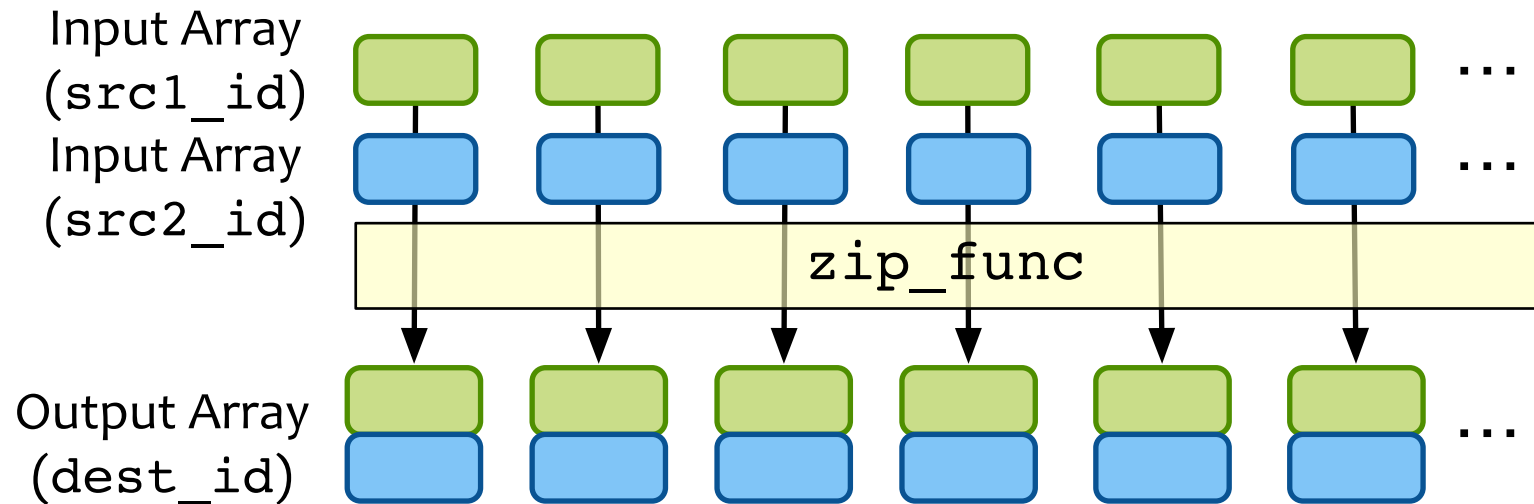 Input Array
(src1_id)
...
Input Array
(src2_id)
...
zip_func
Output Array
(dest_id)
...